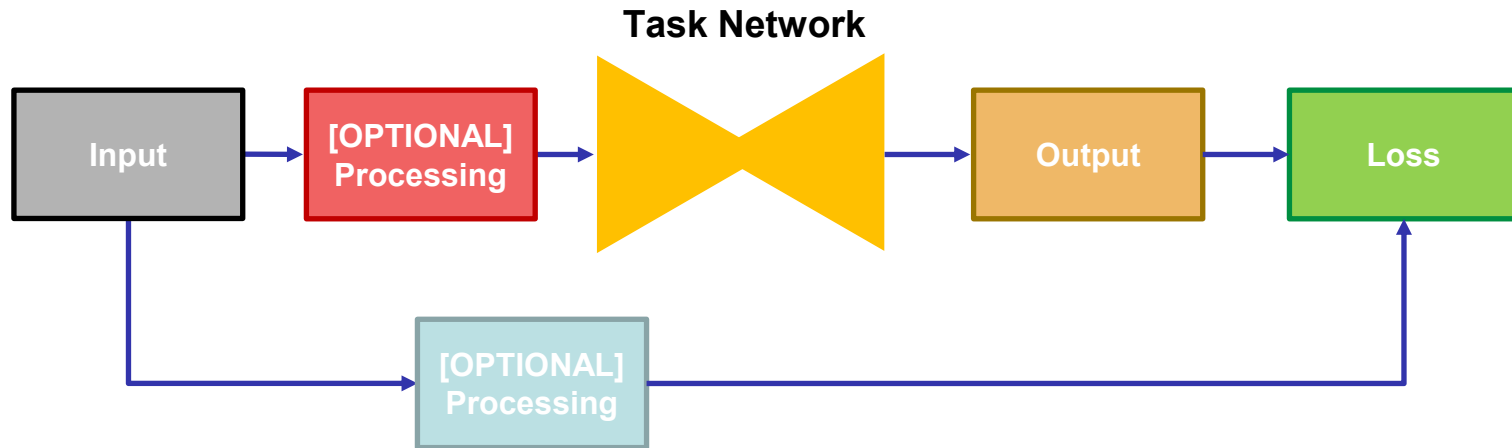 Task Network
Input
[OPTIONAL]
Processing
Output
Loss
[OPTIONAL]
Processing